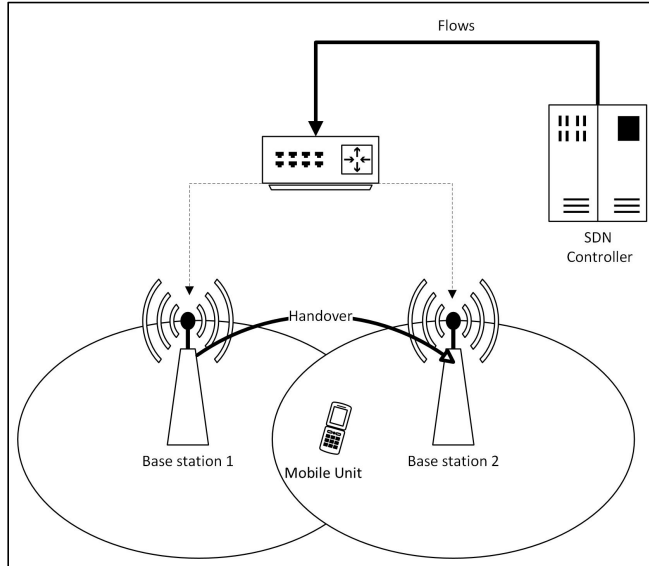 Flows
SDN
Controller
Handover
Base station 1
Mobile Unit
Base station 2